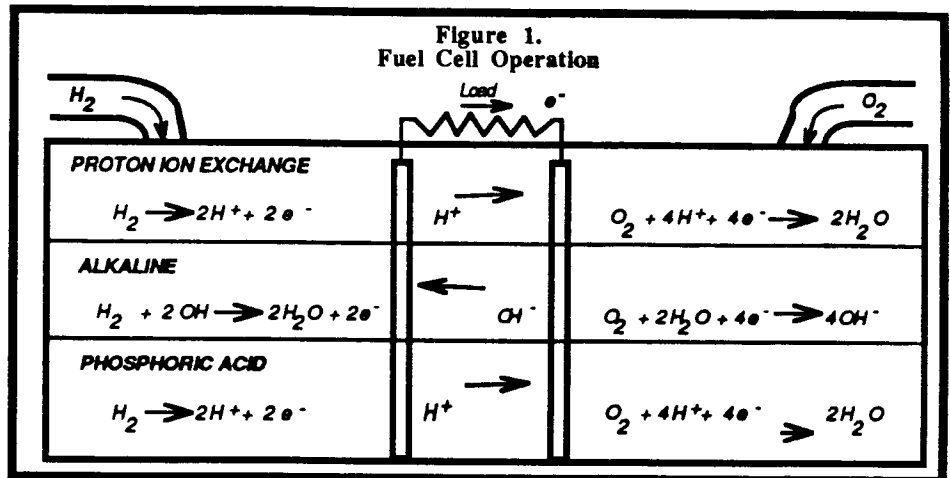 Figure 1.
Fuel Cell Operation
H₂
Load
e⁻
O₂
PROTON ION EXCHANGE
H₂ → 2H⁺ + 2e⁻
H⁺
O₂ + 4H⁺ + 4e⁻ → 2H₂O
ALKALINE
H₂ + 2OH → 2H₂O + 2e⁻
OH⁻
O₂ + 2H₂O + 4e⁻ → 4OH⁻
PHOSPHORIC ACID
H₂ → 2H⁺ + 2e⁻
H⁺
O₂ + 4H⁺ + 4e⁻ → 2H₂O